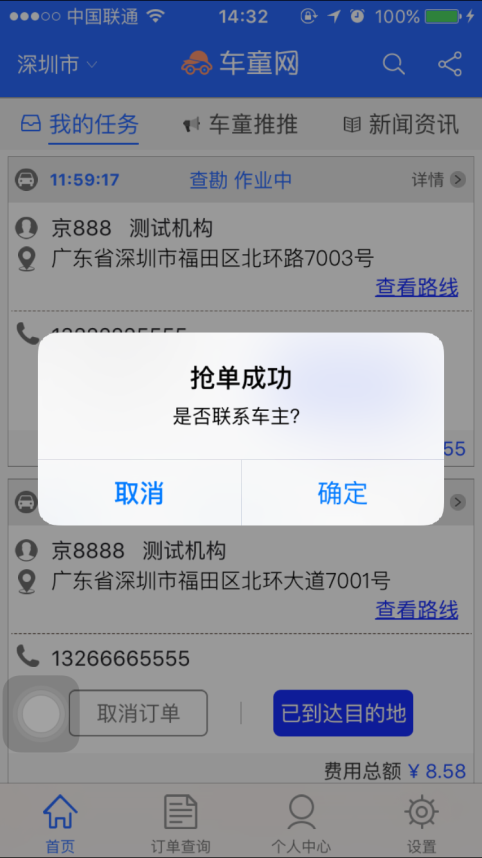 中国联通 14:32 100%
深圳市 车童网
我的任务 车童推推 新闻资讯
11:59:17 查勘 作业中 详情
京888 测试机构
广东省深圳市福田区北环路7003号
查看路线
抢单成功
是否联系车主?
55
取消 确定
京8888 测试机构
广东省深圳市福田区北环大道7001号
查看路线
13266665555
取消订单 已到达目的地
费用总额 ¥ 8.58
首页 订单查询 个人中心 设置